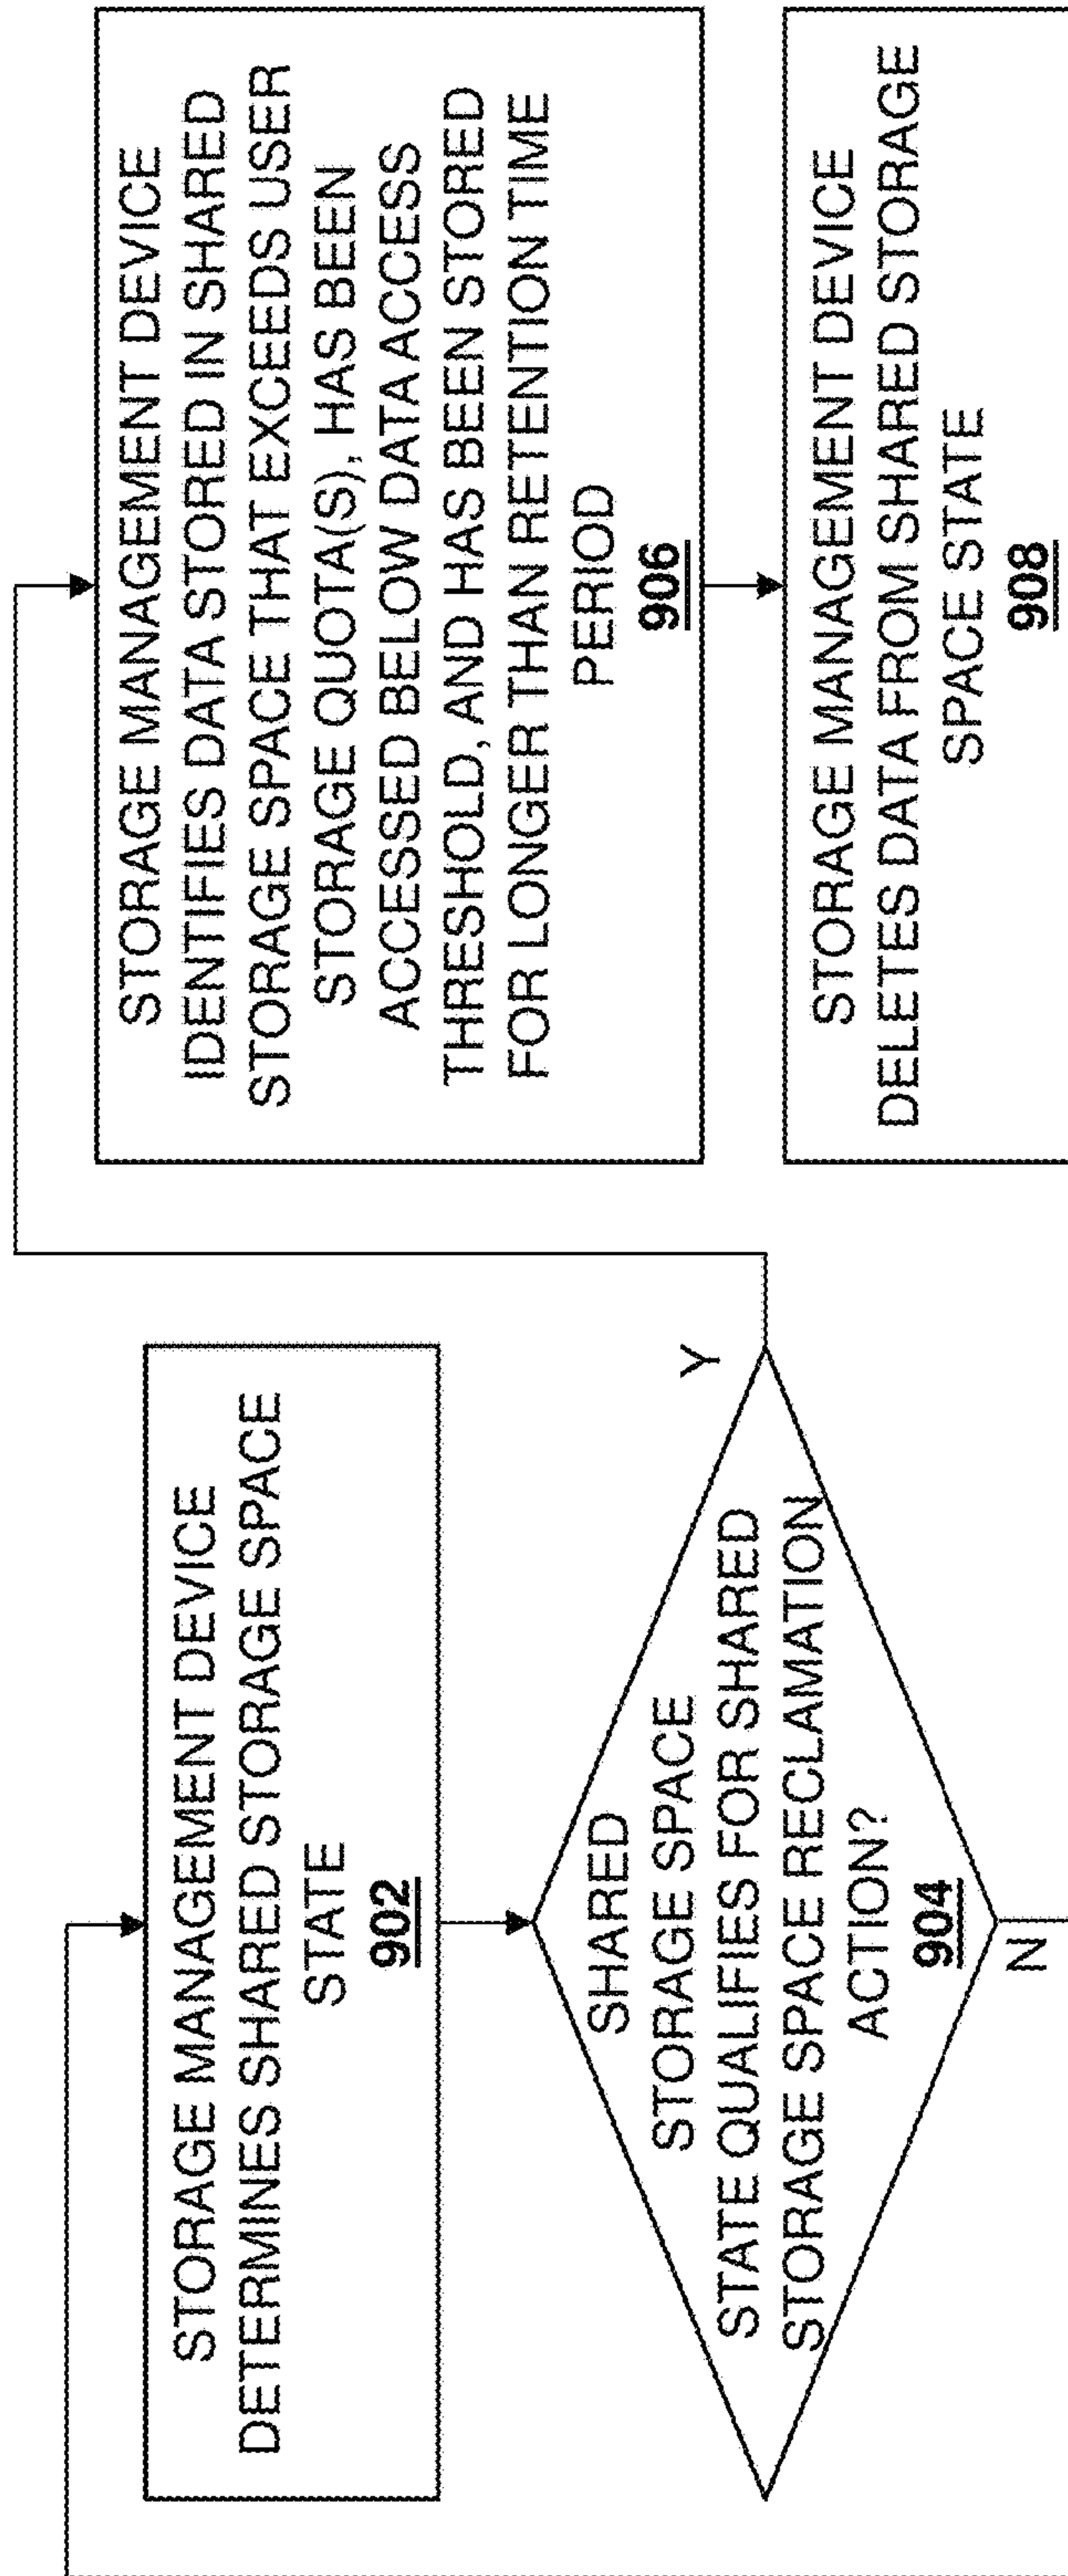 STORAGE MANAGEMENT DEVICE
DETERMINES SHARED STORAGE SPACE
STATE
902
SHARED
STORAGE SPACE
STATE QUALIFIES FOR SHARED
STORAGE SPACE RECLAMATION
ACTION?
904
Y
N
STORAGE MANAGEMENT DEVICE
IDENTIFIES DATA STORED IN SHARED
STORAGE SPACE THAT EXCEEDS USER
STORAGE QUOTA(S), HAS BEEN
ACCESSED BELOW DATA ACCESS
THRESHOLD, AND HAS BEEN STORED
FOR LONGER THAN RETENTION TIME
PERIOD
906
STORAGE MANAGEMENT DEVICE
DELETES DATA FROM SHARED STORAGE
SPACE STATE
908